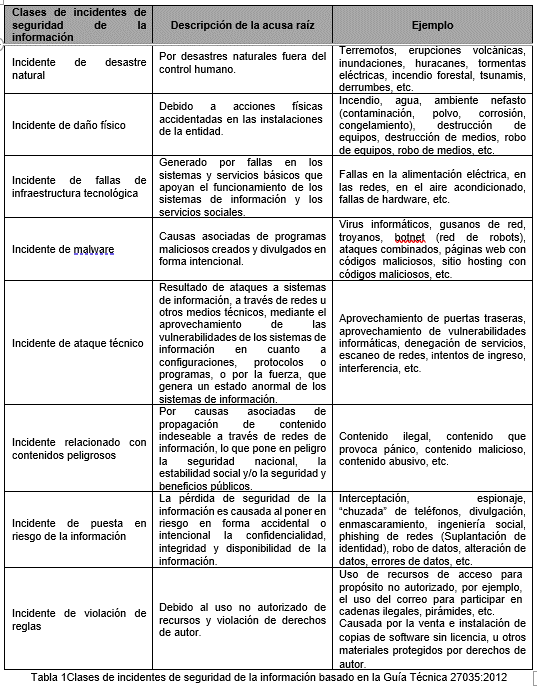 Clases de incidentes de
seguridad de la
información
Descripción de la acusa raíz
Ejemplo
Incidente de desastre
natural
Por desastres naturales fuera del
control humano.
Terremotos, erupciones volcánicas,
inundaciones, huracanes, tormentas
eléctricas, incendio forestal, tsunamis,
derrumbes, etc.
Incidente de daño físico
Debido a acciones físicas
accidentadas en las instalaciones
de la entidad.
Incendio, agua, ambiente nefasto
(contaminación, polvo, corrosión,
congelamiento), destrucción de
equipos, destrucción de medios, robo
de equipos, robo de medios, etc.
Incidente de fallas de
infraestructura tecnológica
Generado por fallas en los
sistemas y servicios básicos que
apoyan el funcionamiento de los
sistemas de información y los
servicios sociales.
Fallas en la alimentación eléctrica, en
las redes, en el aire acondicionado,
fallas de hardware, etc.
Incidente de malware
Causas asociadas de programas
maliciosos creados y divulgados en
forma intencional.
Virus informáticos, gusanos de red,
troyanos, botnet (red de robots),
ataques combinados, páginas web con
códigos maliciosos, sitio hosting con
códigos maliciosos, etc.
Incidente de ataque técnico
Resultado de ataques a sistemas
de información, a través de redes u
otros medios técnicos, mediante el
aprovechamiento de las
vulnerabilidades de los sistemas de
información en cuanto a
configuraciones, protocolos o
programas, o por la fuerza, que
genera un estado anormal de los
sistemas de información.
Aprovechamiento de puertas traseras,
aprovechamiento de vulnerabilidades
informáticas, denegación de servicios,
escaneo de redes, intentos de ingreso,
interferencia, etc.
Incidente relacionado con
contenidos peligrosos
Por causas asociadas de
propagación de contenido
indeseable a través de redes de
información, lo que pone en peligro
la seguridad nacional, la
estabilidad social y/o la seguridad y
beneficios públicos.
Contenido ilegal, contenido que
provoca pánico, contenido malicioso,
contenido abusivo, etc.
Incidente de puesta en
riesgo de la información
La pérdida de seguridad de la
información es causada al poner en
riesgo en forma accidental o
intencional la confidencialidad,
integridad y disponibilidad de la
información.
Interceptación, espionaje,
“chuzada” de teléfonos, divulgación,
enmascaramiento, ingeniería social,
phishing de redes (Suplantación de
identidad), robo de datos, alteración de
datos, errores de datos, etc.
Incidente de violación de
reglas
Debido al uso no autorizado de
recursos y violación de derechos
de autor.
Uso de recursos de acceso para
propósito no autorizado, por ejemplo,
el uso del correo para participar en
cadenas ilegales, pirámides, etc.
Causada por la venta e instalación de
copias de software sin licencia, u otros
materiales protegidos por derechos de
autor.
Tabla 1Clases de incidentes de seguridad de la información basado en la Guía Técnica 27035:2012